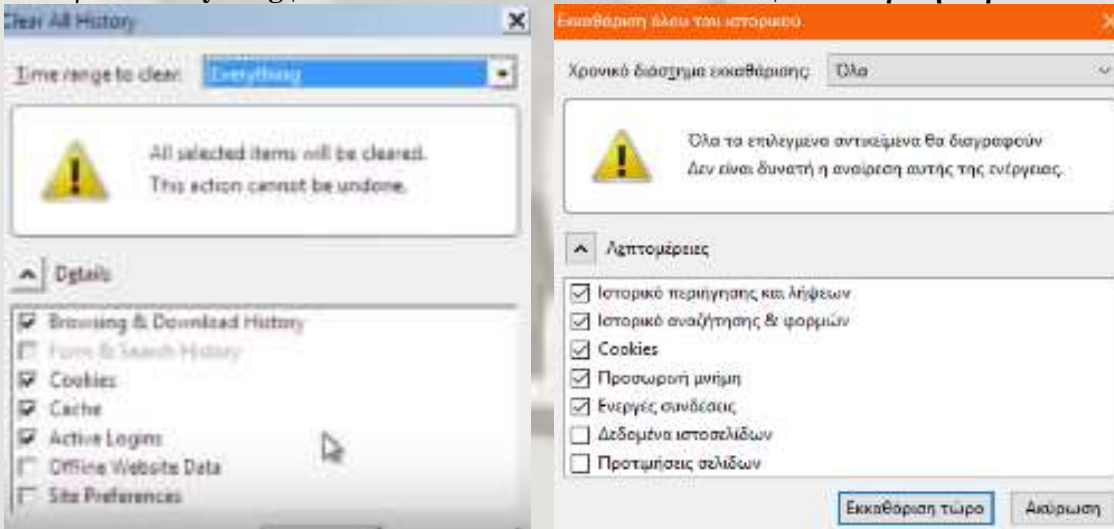 Clear All History
Time range to clear: Everything
All selected items will be cleared.
This action cannot be undone.
Details
Browsing & Download History
Form & Search History
Cookies
Cache
Active Logins
Offline Website Data
Site Preferences
Εκκαθάριση όλου του ιστορικού
Χρονικό διάστημα εκκαθάρισης: Όλα
Όλα τα επιλεγμένα αντικείμενα θα διαγραφούν
Δεν είναι δυνατή η αναίρεση αυτής της ενέργειας.
Λεπτομέρειες
Ιστορικό περιήγησης και λήψεων
Ιστορικό αναζήτησης & φορμών
Cookies
Προσωρινή μνήμη
Ενεργές συνδέσεις
Δεδομένα ιστοσελίδων
Προτιμήσεις σελίδων
Εκκαθάριση τώρα
Ακύρωση